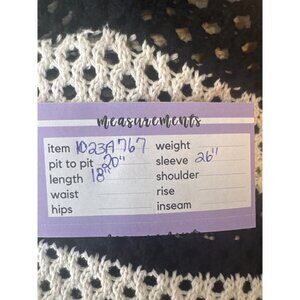 measurements
item 1023A767 weight
pit to pit 20" sleeve 26"
length 18" shoulder
waist rise
hips inseam